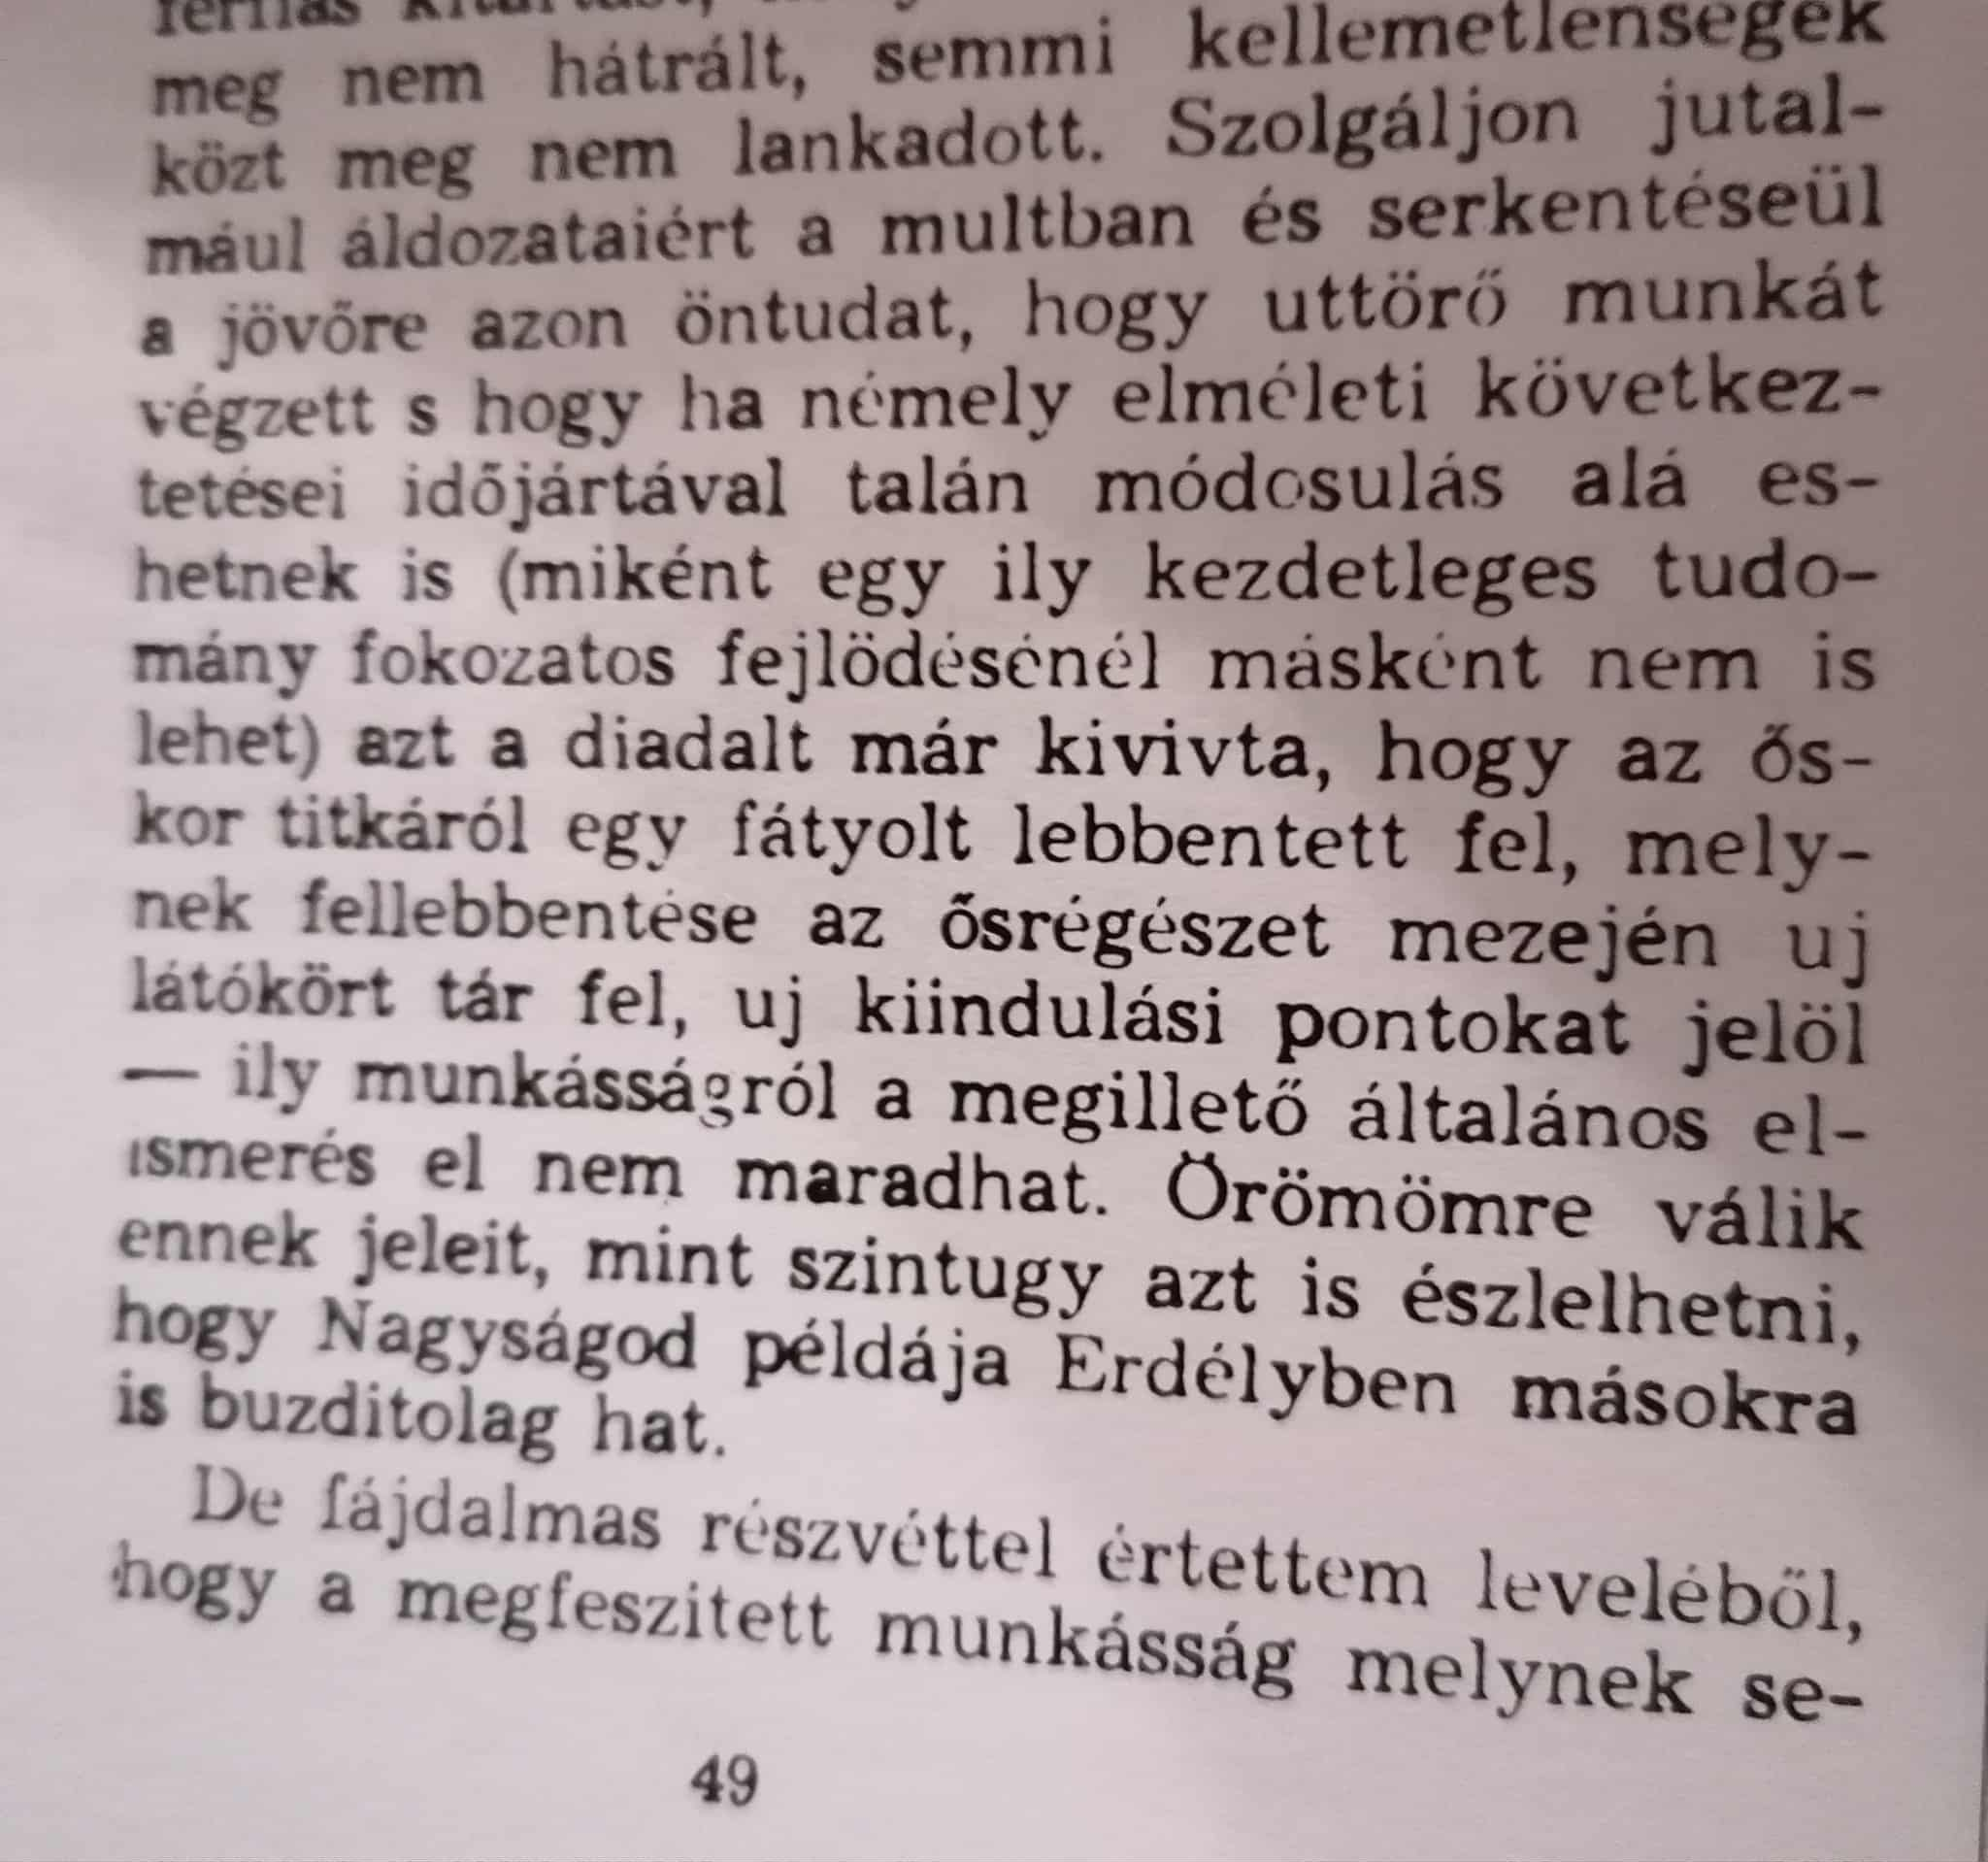 meg nem hátrált, semmi kellemetlenségek
közt meg nem lankadott. Szolgáljon jutal-
mául áldozataiért a multban és serkentéseül
a jövőre azon öntudat, hogy uttörő munkát
végzett s hogy ha némely elméleti következ-
tetései időjártával talán módosulás alá es-
hetnek is (miként egy ily kezdetleges tudo-
mány fokozatos fejlödésénél másként nem is
lehet) azt a diadalt már kivivta, hogy az ős-
kor titkáról egy fátyolt lebbentett fel, mely-
nek fellebbentése az ősrégészet mezején uj
látókört tár fel, uj kiindulási pontokat jelöl
— ily munkásságról a megillető általános el-
ismerés el nem maradhat. Örömömre válik
ennek jeleit, mint szintugy azt is észlelhetni,
hogy Nagyságod példája Erdélyben másokra
is buzditolag hat.
De fájdalmas részvéttel értettem leveléből,
hogy a megfeszitett munkásság melynek se-
49